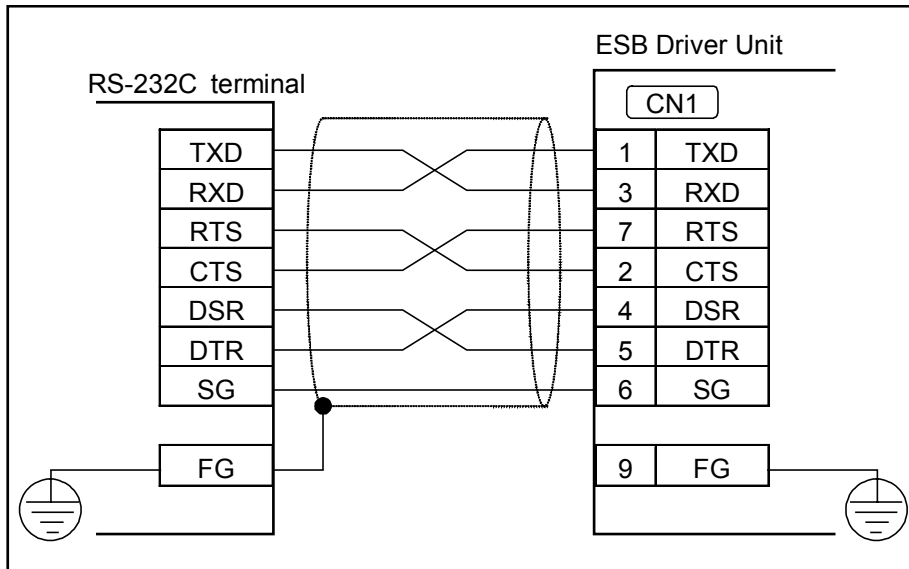 ESB Driver Unit
RS-232C terminal
CN1
TXD 1 TXD
RXD 3 RXD
RTS 7 RTS
CTS 2 CTS
DSR 4 DSR
DTR 5 DTR
SG 6 SG
FG 9 FG